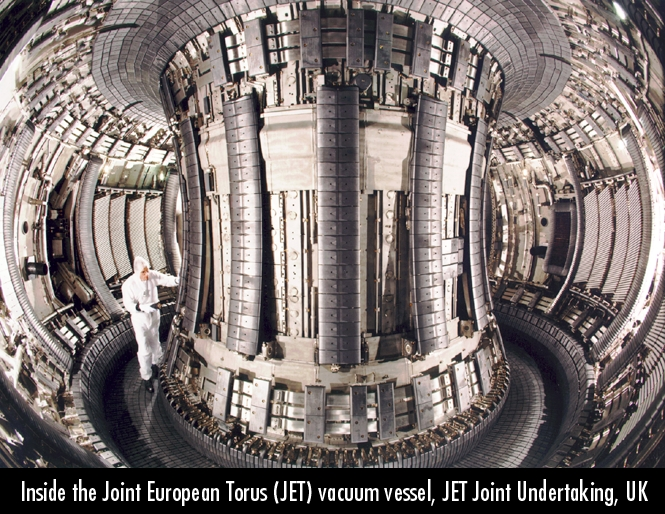 Inside the Joint European Torus (JET) vacuum vessel, JET Joint Undertaking, UK